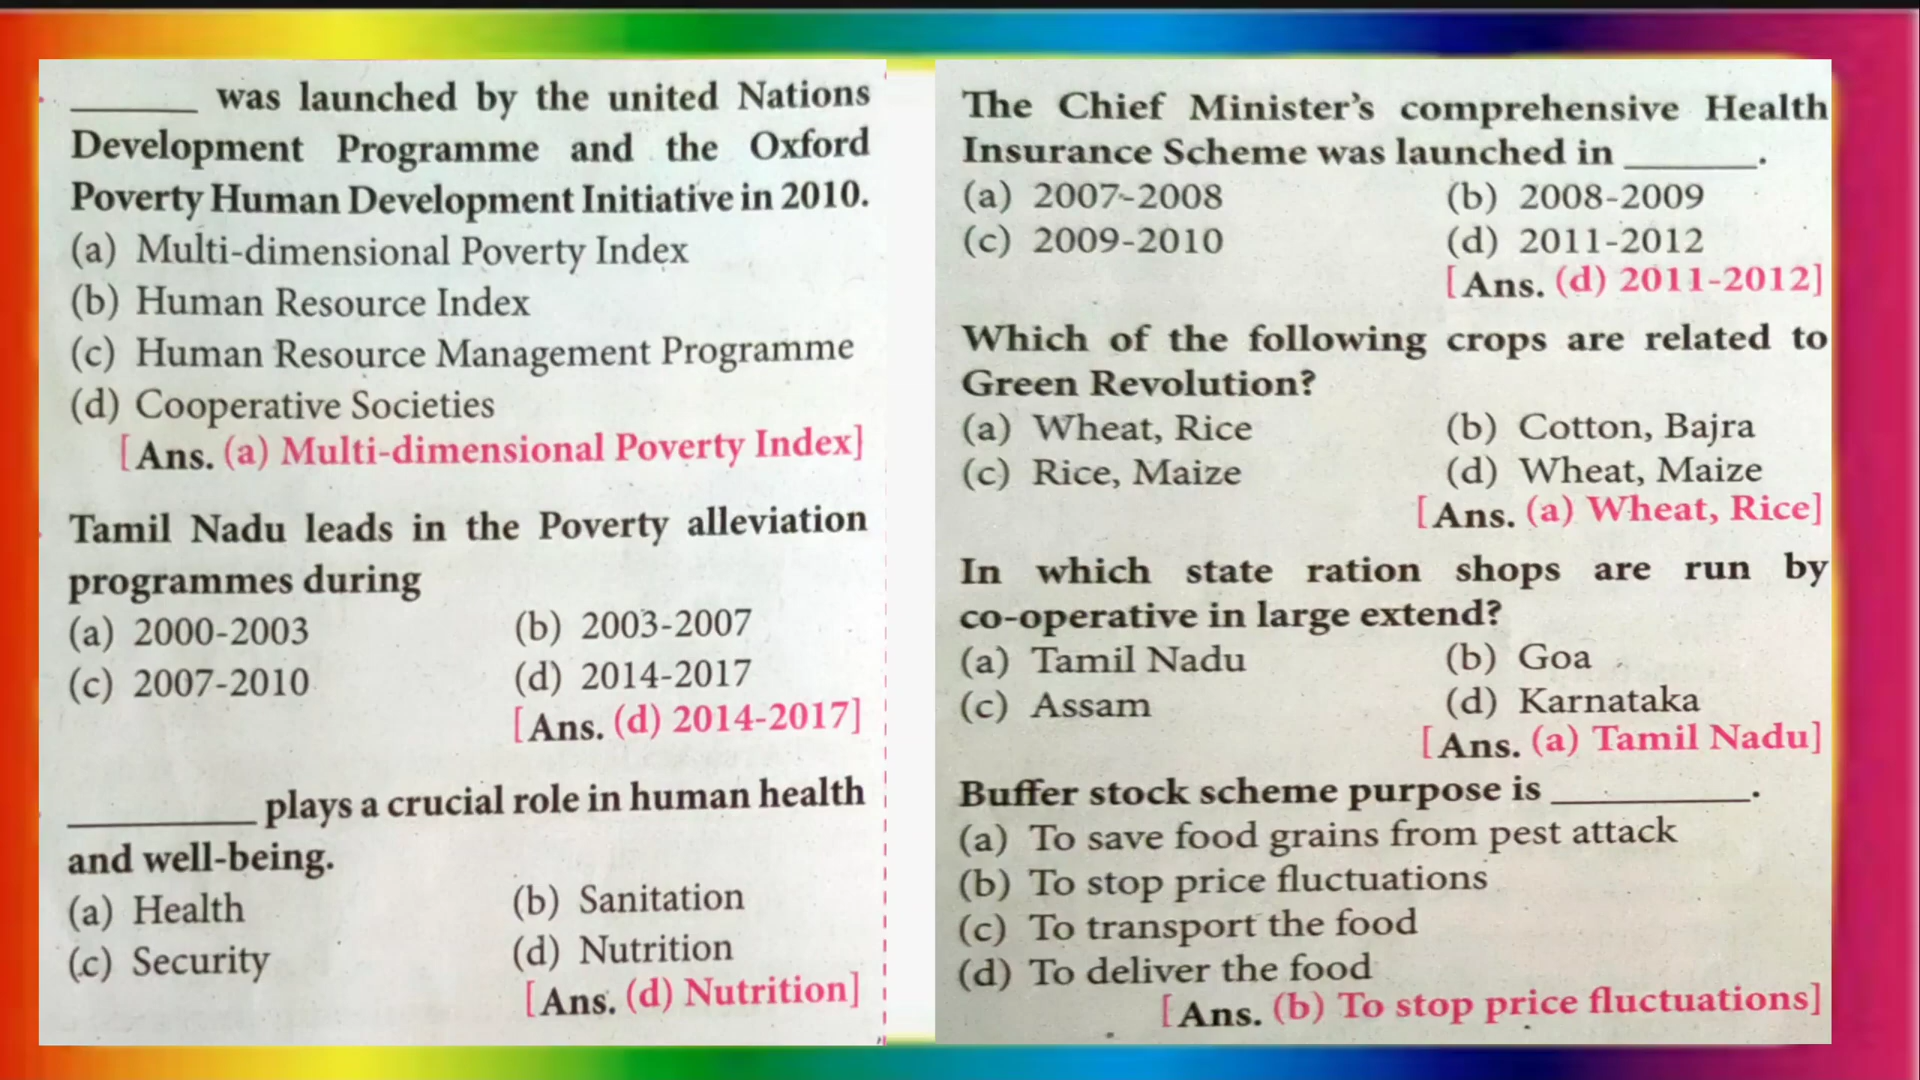 _______ was launched by the united Nations
Development Programme and the Oxford
Poverty Human Development Initiative in 2010.
(a) Multi-dimensional Poverty Index
(b) Human Resource Index
(c) Human Resource Management Programme
(d) Cooperative Societies
[Ans. (a) Multi-dimensional Poverty Index]
Tamil Nadu leads in the Poverty alleviation
programmes during
(a) 2000-2003 (b) 2003-2007
(c) 2007-2010 (d) 2014-2017
[Ans. (d) 2014-2017]
__________ plays a crucial role in human health
and well-being.
(a) Health (b) Sanitation
(c) Security (d) Nutrition
[Ans. (d) Nutrition]
The Chief Minister's comprehensive Health
Insurance Scheme was launched in _______.
(a) 2007-2008 (b) 2008-2009
(c) 2009-2010 (d) 2011-2012
[Ans. (d) 2011-2012]
Which of the following crops are related to
Green Revolution?
(a) Wheat, Rice (b) Cotton, Bajra
(c) Rice, Maize (d) Wheat, Maize
[Ans. (a) Wheat, Rice]
In which state ration shops are run by
co-operative in large extend?
(a) Tamil Nadu (b) Goa
(c) Assam (d) Karnataka
[Ans. (a) Tamil Nadu]
Buffer stock scheme purpose is __________.
(a) To save food grains from pest attack
(b) To stop price fluctuations
(c) To transport the food
(d) To deliver the food
[Ans. (b) To stop price fluctuations]